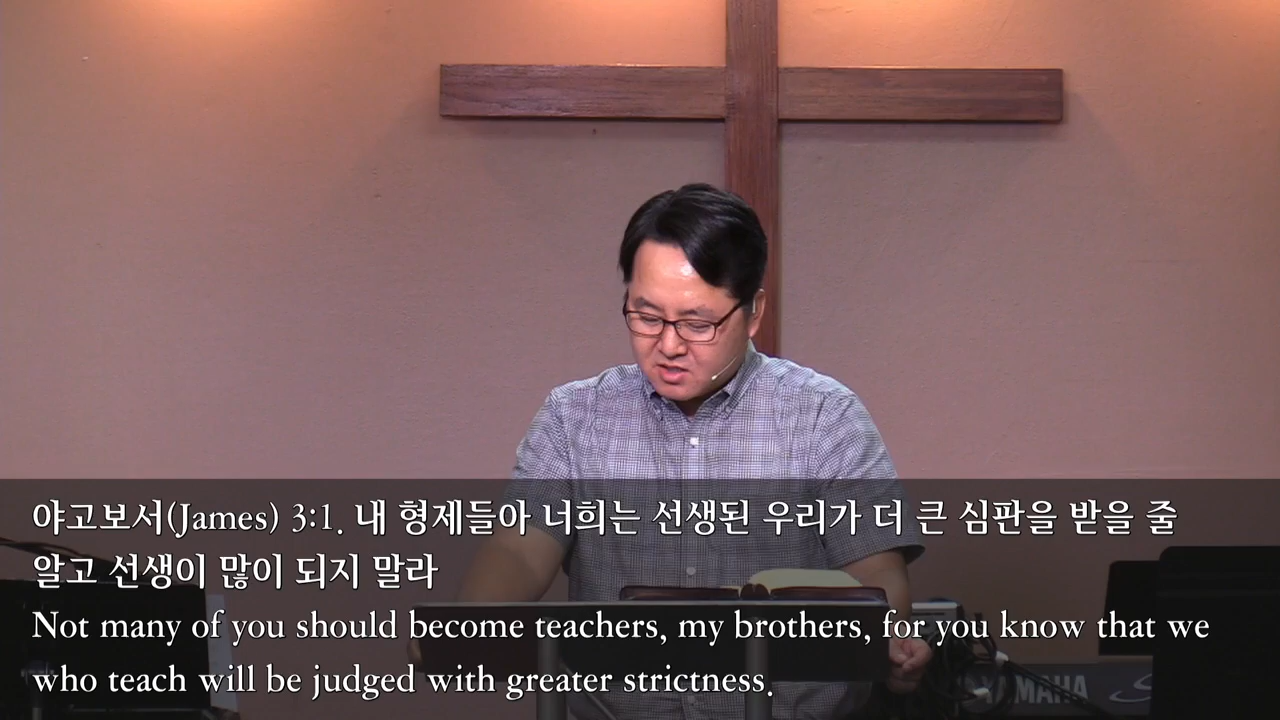 야고보서(James) 3:1. 내 형제들아 너희는 선생된 우리가 더 큰 심판을 받을 줄
알고 선생이 많이 되지 말라
Not many of you should become teachers, my brothers, for you know that we
who teach will be judged with greater strictness.
YAMAHA